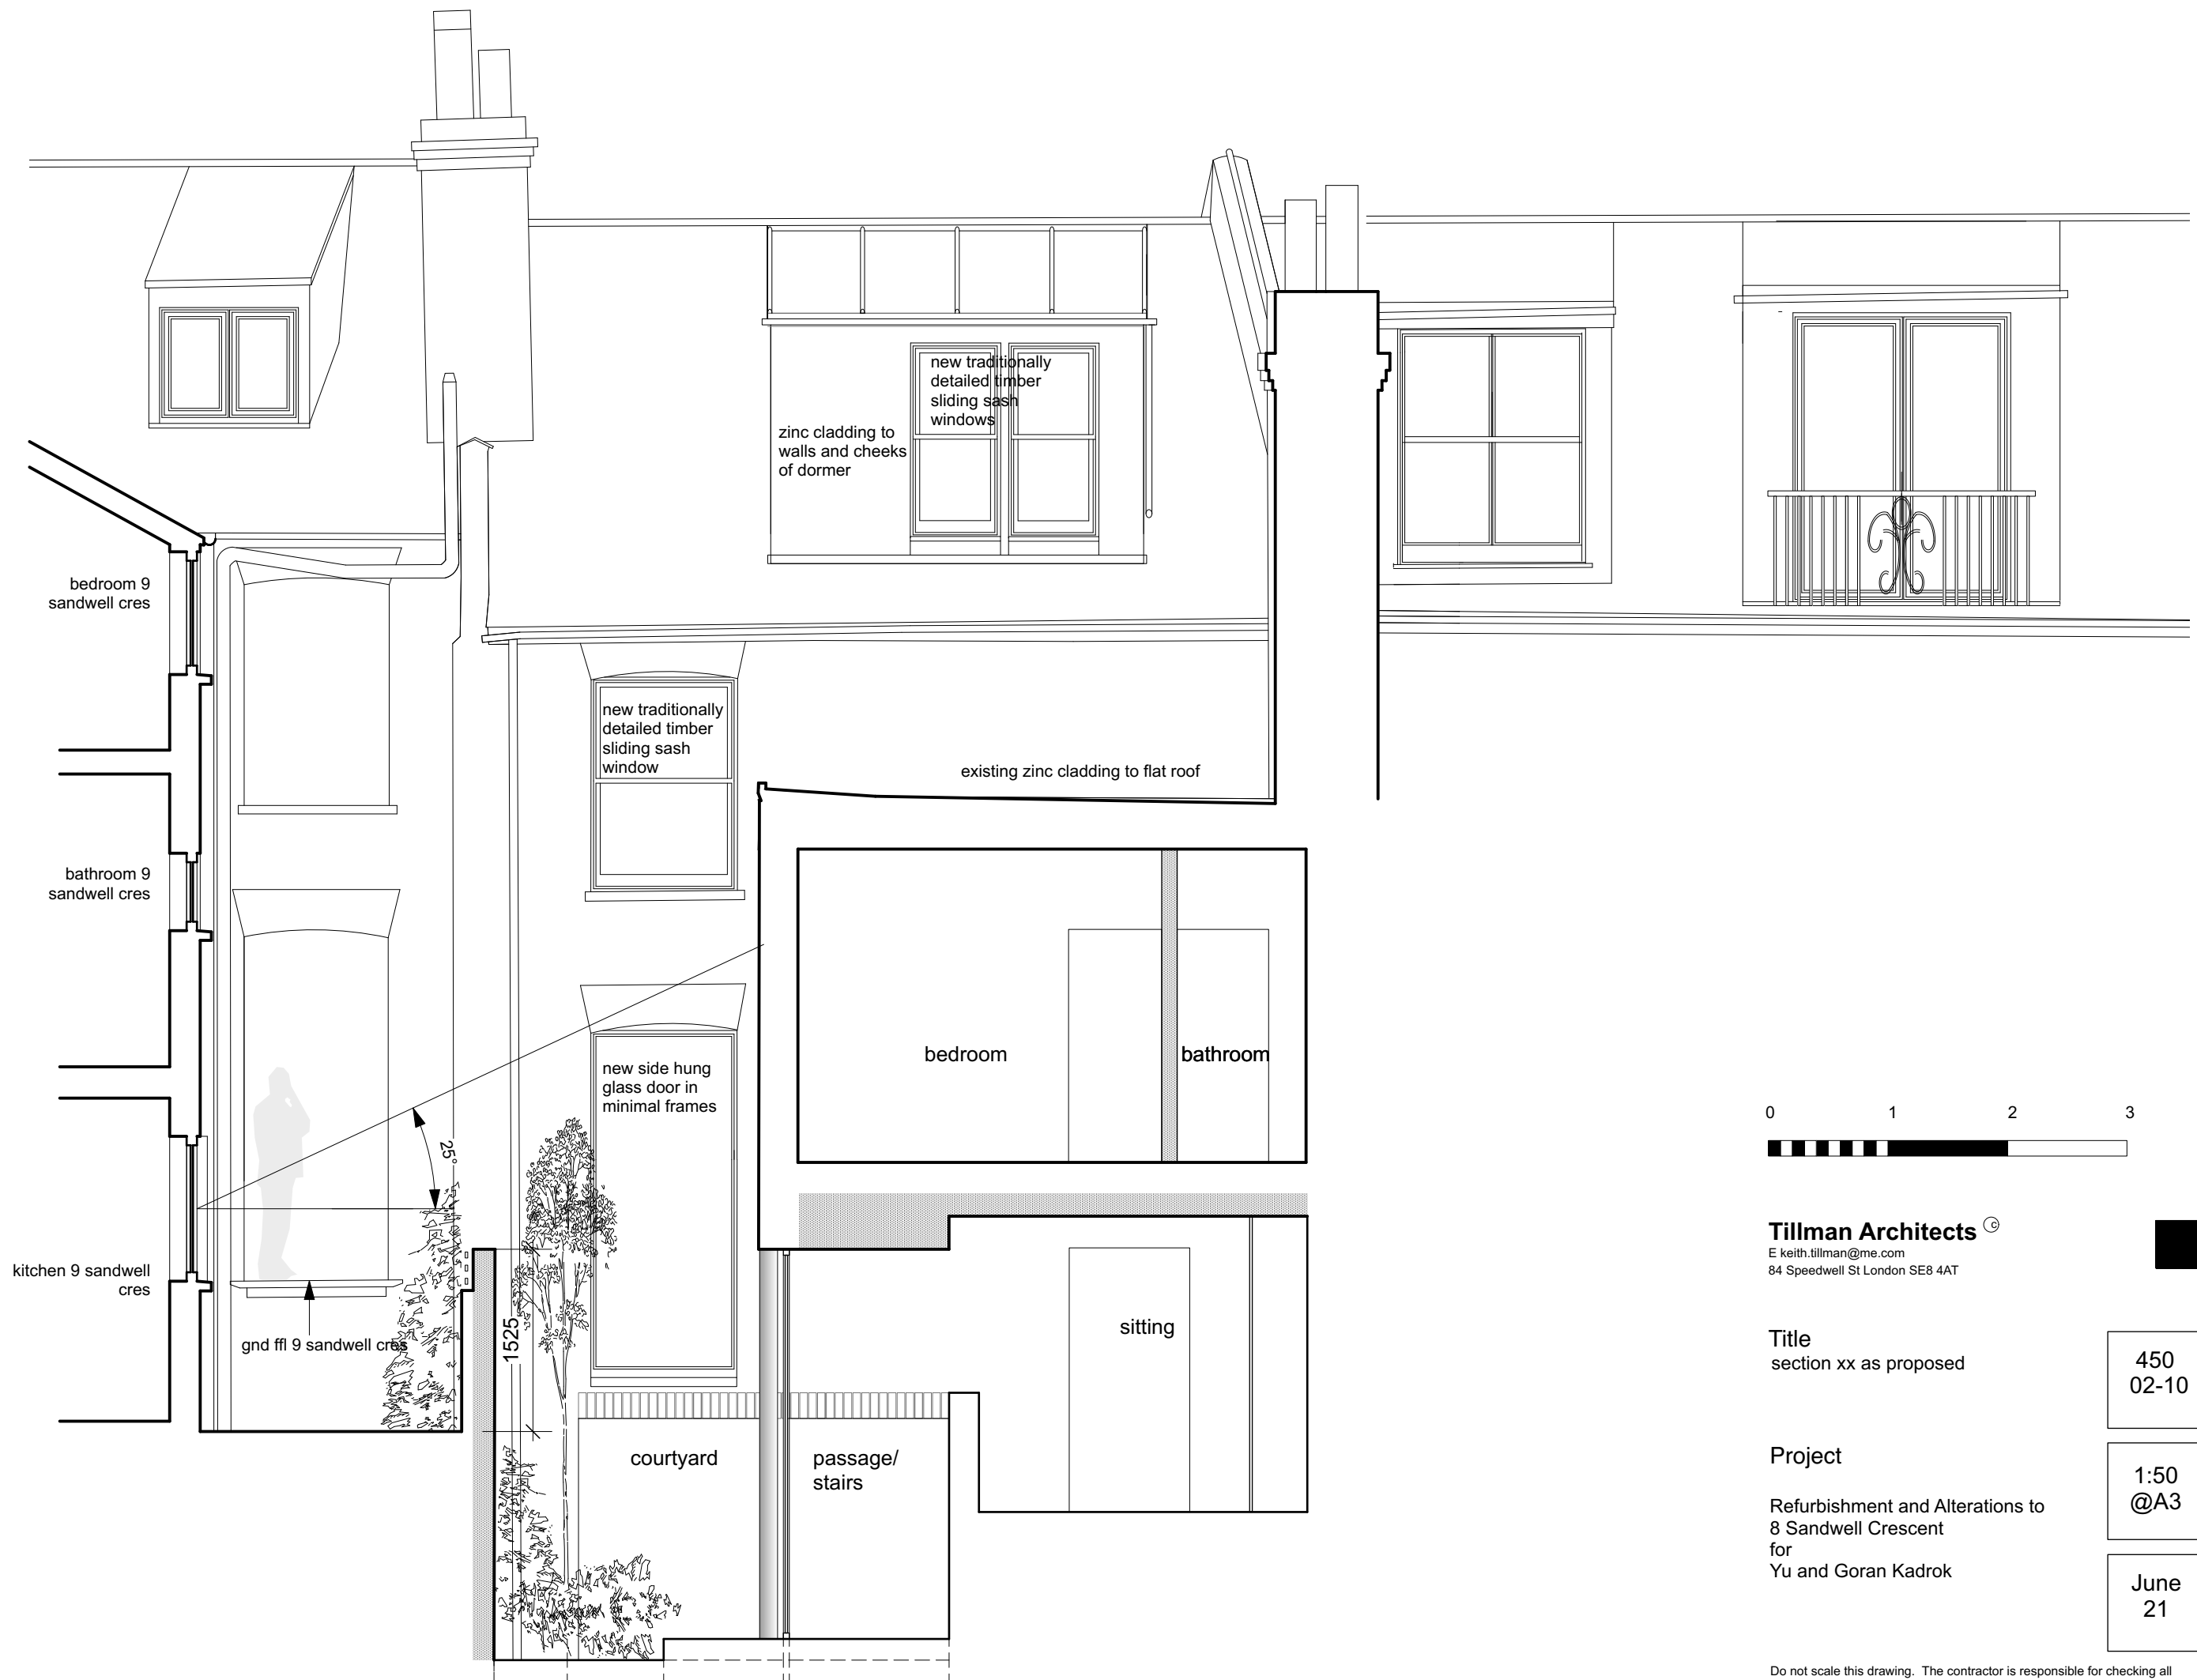 new traditionally
detailed timber
sliding sash
windows
zinc cladding to
walls and cheeks
of dormer
bedroom 9
sandwell cres
new traditionally
detailed timber
sliding sash
window
existing zinc cladding to flat roof
bathroom 9
sandwell cres
bedroom
bathroom
new side hung
glass door in
minimal frames
25°
kitchen 9 sandwell
cres
gnd ffl 9 sandwell cres
1525
sitting
courtyard
passage/
stairs
0 1 2 3
Tillman Architects ©
E keith.tillman@me.com
84 Speedwell St London SE8 4AT
Title
section xx as proposed
450
02-10
Project
Refurbishment and Alterations to
8 Sandwell Crescent
for
Yu and Goran Kadrok
1:50
@A3
June
21
Do not scale this drawing. The contractor is responsible for checking all